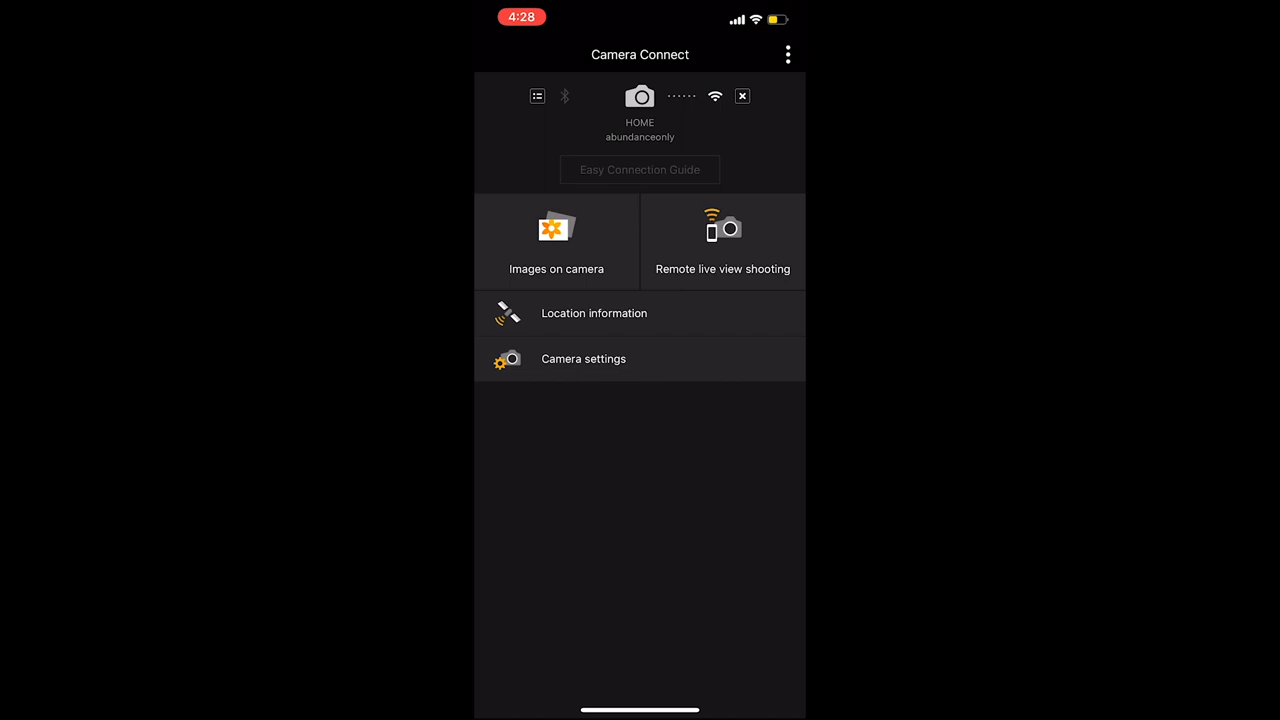 4:28
Camera Connect
HOME
abundanceonly
Easy Connection Guide
Images on camera
Remote live view shooting
Location information
Camera settings